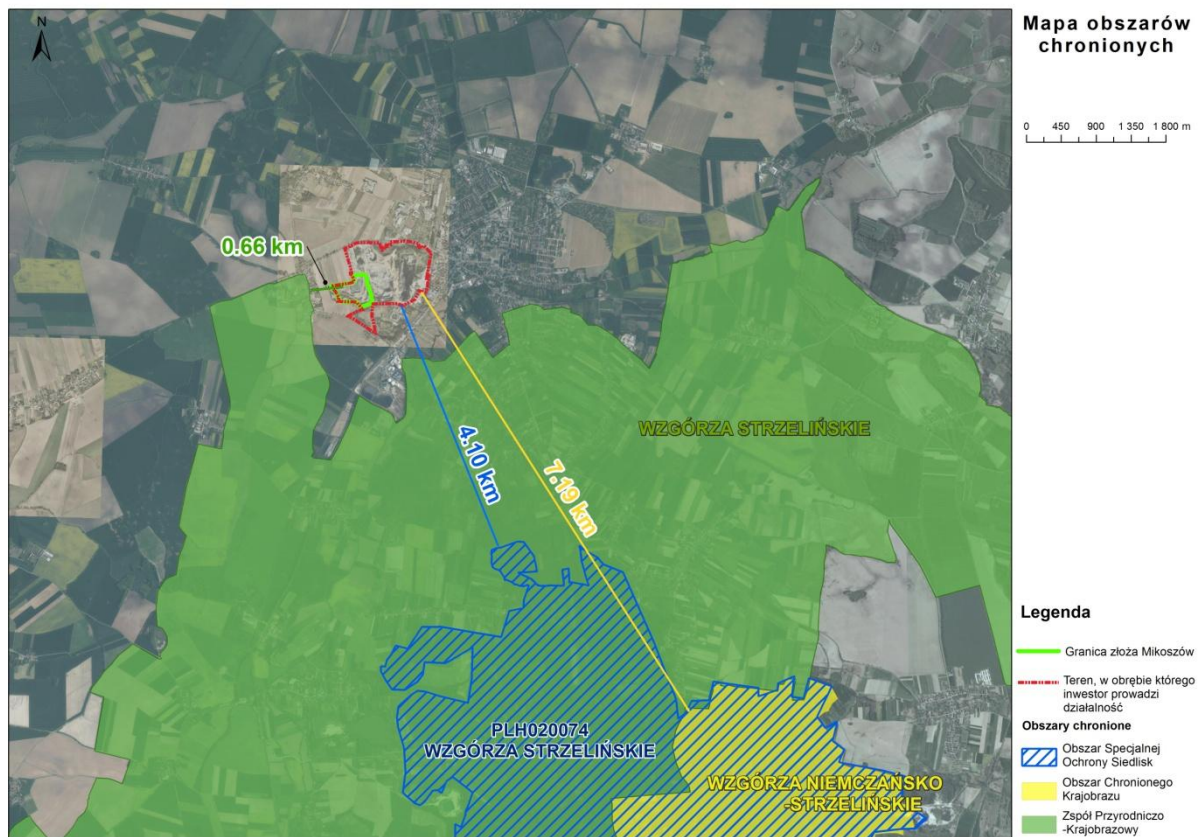 N
Mapa obszarów
chronionych
0 450 900 1 350 1 800 m
0.66 km
WZGÓRZA STRZELIŃSKIE
4.10 km
7.19 km
PLH020074
WZGÓRZA STRZELIŃSKIE
WZGÓRZA NIEMCZAŃSKO
-STRZELIŃSKIE
Legenda
Granica złoża Mikoszów
Teren, w obrębie którego
inwestor prowadzi
działalność
Obszary chronione
Obszar Specjalnej
Ochrony Siedlisk
Obszar Chronionego
Krajobrazu
Zspół Przyrodniczo
-Krajobrazowy